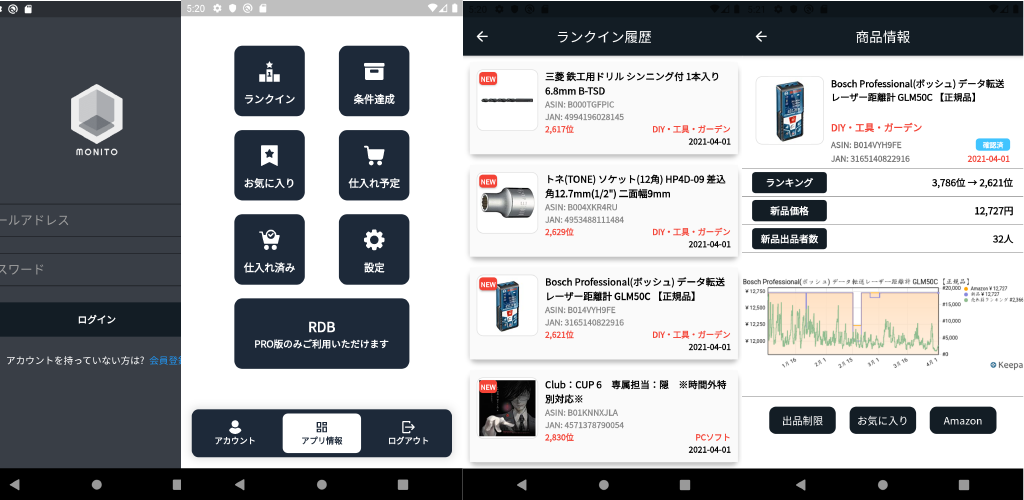 MONITO
ールアドレス
スワード
ログイン
アカウントを持っていない方は? 会員登録
5:20
ランクイン
条件達成
お気に入り
仕入れ予定
仕入れ済み
設定
RDB
PRO版のみご利用いただけます
アカウント
アプリ情報
ログアウト
ランクイン履歴
NEW
三菱 鉄工用ドリル シンニング付 1本入り
6.8mm B-TSD
ASIN: B000TGFPIC
JAN: 4994196028145
2,617位
DIY・工具・ガーデン
2021-04-01
NEW
トネ(TONE) ソケット(12角) HP4D-09 差込
角12.7mm(1/2") 二面幅9mm
ASIN: B004XKR4RU
JAN: 4953488111484
2,629位
DIY・工具・ガーデン
2021-04-01
NEW
Bosch Professional(ボッシュ) データ転送
レーザー距離計 GLM50C 【正規品】
ASIN: B014VYH9FE
JAN: 3165140822916
2,621位
DIY・工具・ガーデン
2021-04-01
NEW
Club：CUP 6　専属担当：隠　※時間外特
別対応※
ASIN: B01KNNXJLA
JAN: 4571378790054
2,830位
PCソフト
2021-04-01
商品情報
Bosch Professional(ボッシュ) データ転送
レーザー距離計 GLM50C 【正規品】
DIY・工具・ガーデン
ASIN: B014VYH9FE
確認済
JAN: 3165140822916
2021-04-01
ランキング
3,786位 → 2,621位
新品価格
12,727円
新品出品者数
32人
Bosch Professional(ボッシュ) データ転送レーザー距離計 GLM50C 【正規品】
¥12,750
¥12,500
¥12,250
¥12,000
#20,000
#15,000
#10,000
#5,000
#0
Amazon ¥ 12,727
新品 ¥ 12,727
売れ筋ランキング #2,366
1月 16
2月 1
2月 15
3月 1
3月 16
4月 1
Keepa
出品制限
お気に入り
Amazon